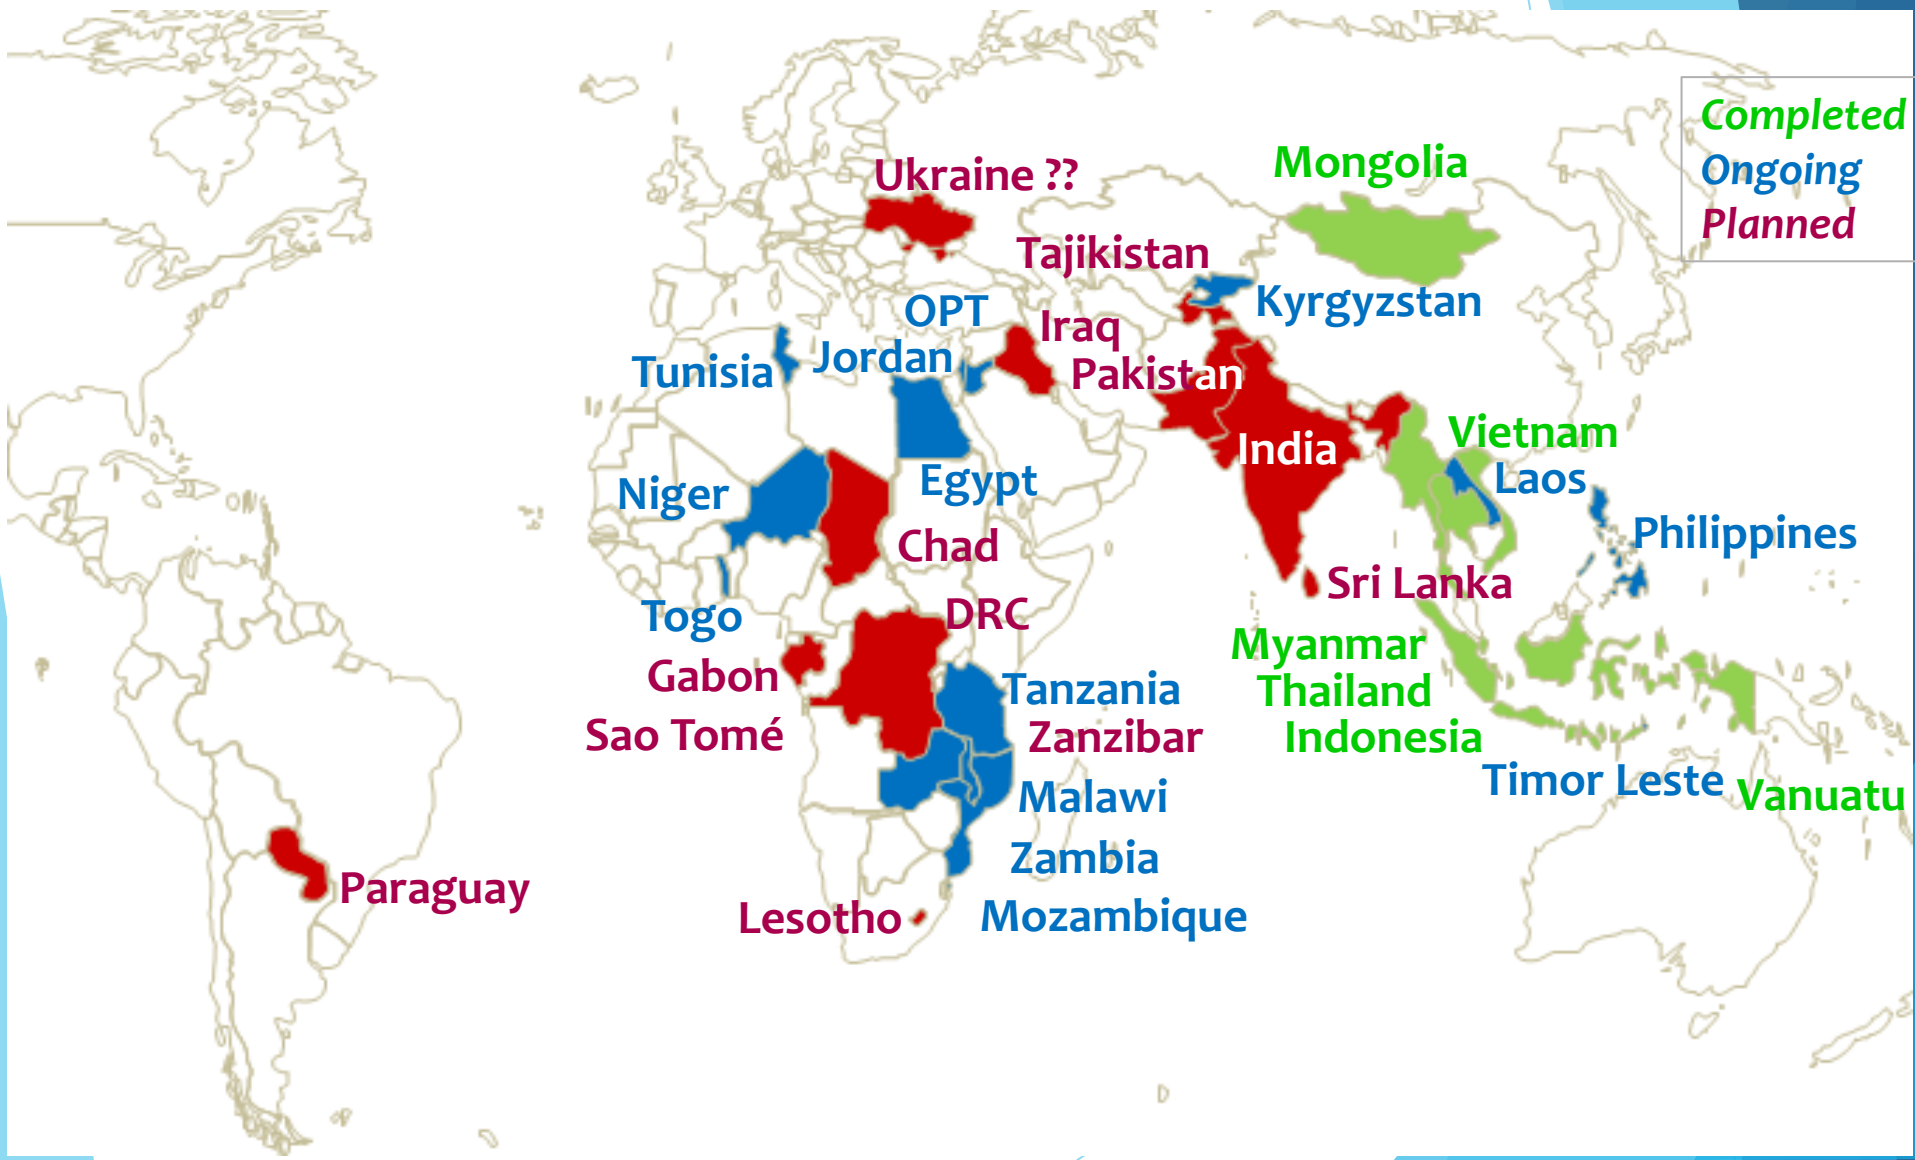 Completed
Ongoing
Planned
Mongolia
Ukraine ??
Tajikistan
Kyrgyzstan
OPT
Iraq
Tunisia
Jordan
Pakistan
India
Vietnam
Laos
Niger
Egypt
Philippines
Chad
Sri Lanka
Togo
DRC
Myanmar
Gabon
Tanzania
Thailand
Sao Tomé
Zanzibar
Indonesia
Timor Leste
Vanuatu
Malawi
Zambia
Paraguay
Lesotho
Mozambique